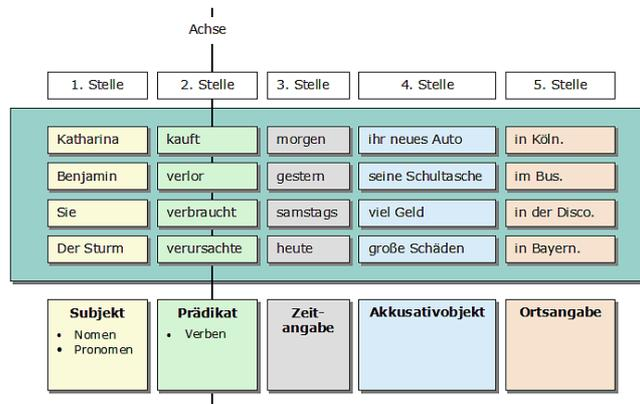 Achse
1. Stelle 2. Stelle 3. Stelle 4. Stelle 5. Stelle
Katharina kauft morgen ihr neues Auto in Köln.
Benjamin verlor gestern seine Schultasche im Bus.
Sie verbraucht samstags viel Geld in der Disco.
Der Sturm verursachte heute große Schäden in Bayern.
Subjekt
• Nomen
• Pronomen
Prädikat
• Verben
Zeit-
angabe
Akkusativobjekt
Ortsangabe